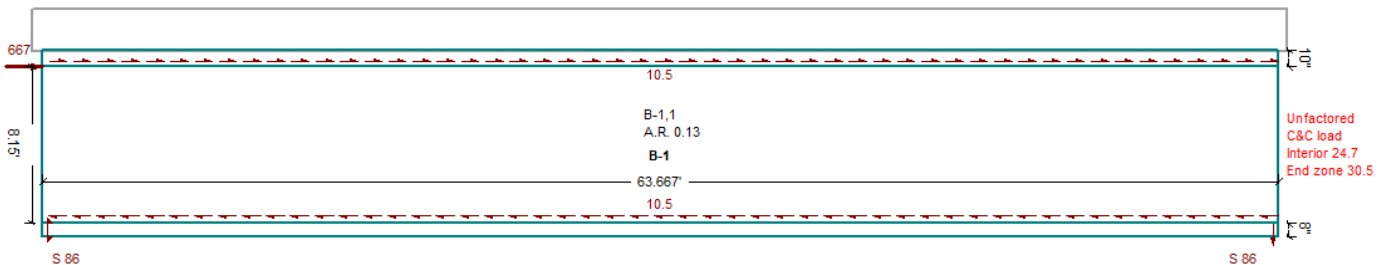 667
10"
10.5
B-1,1
A.R. 0.13
B-1
8.15'
63.667'
Unfactored
C&C load
Interior 24.7
End zone 30.5
10.5
8"
S 86
S 86